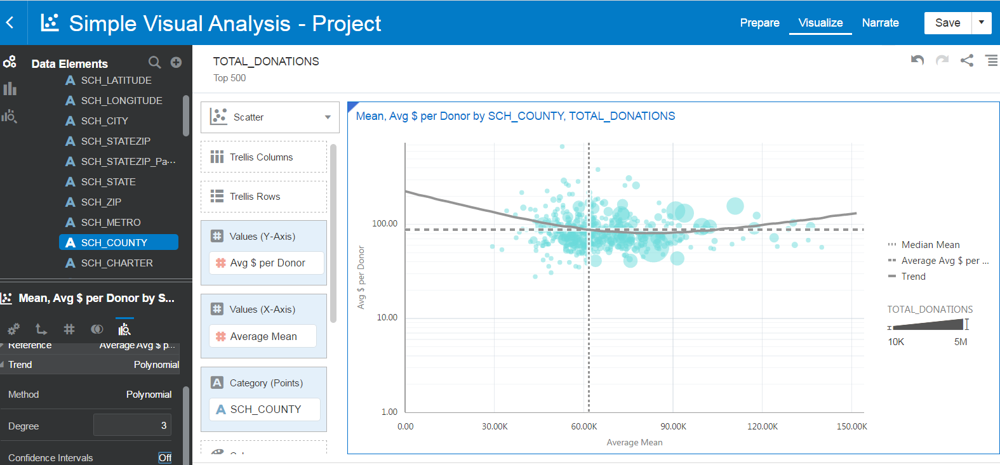 Simple Visual Analysis - Project
Prepare
Visualize
Narrate
Save
Data Elements
A SCH_LATITUDE
A SCH_LONGITUDE
A SCH_CITY
A SCH_STATEZIP
A SCH_STATEZIP_Pa···
A SCH_STATE
A SCH_ZIP
A SCH_METRO
A SCH_COUNTY
A SCH_CHARTER
Mean, Avg $ per Donor by S...
Reference Average Avg $ p...
Trend Polynomial
Method Polynomial
Degree 3
Confidence Intervals Off
TOTAL_DONATIONS
Top 500
Scatter
Trellis Columns
Trellis Rows
# Values (Y-Axis)
# Avg $ per Donor
# Values (X-Axis)
# Average Mean
A Category (Points)
A SCH_COUNTY
Mean, Avg $ per Donor by SCH_COUNTY, TOTAL_DONATIONS
Avg $ per Donor
100.00
10.00
1.00
0.00 30.00K 60.00K 90.00K 120.00K 150.00K
Average Mean
Median Mean
Average Avg $ per ...
Trend
TOTAL_DONATIONS
10K 5M